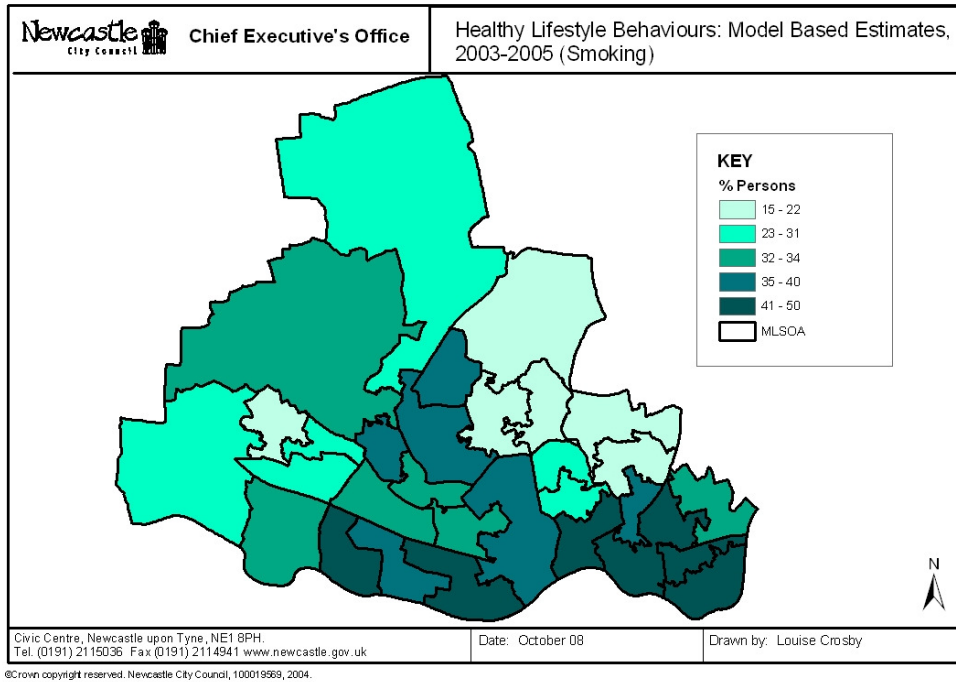 Newcastle
City Council
Chief Executive's Office
Healthy Lifestyle Behaviours: Model Based Estimates,
2003-2005 (Smoking)
KEY
% Persons
15 - 22
23 - 31
32 - 34
35 - 40
41 - 50
MLSOA
N
Civic Centre, Newcastle upon Tyne, NE1 8PH.
Tel. (0191) 2115036 Fax (0191) 2114941 www.newcastle.gov.uk
Date: October 08
Drawn by: Louise Crosby
©Crown copyright reserved. Newcastle City Council, 100019569, 2004.